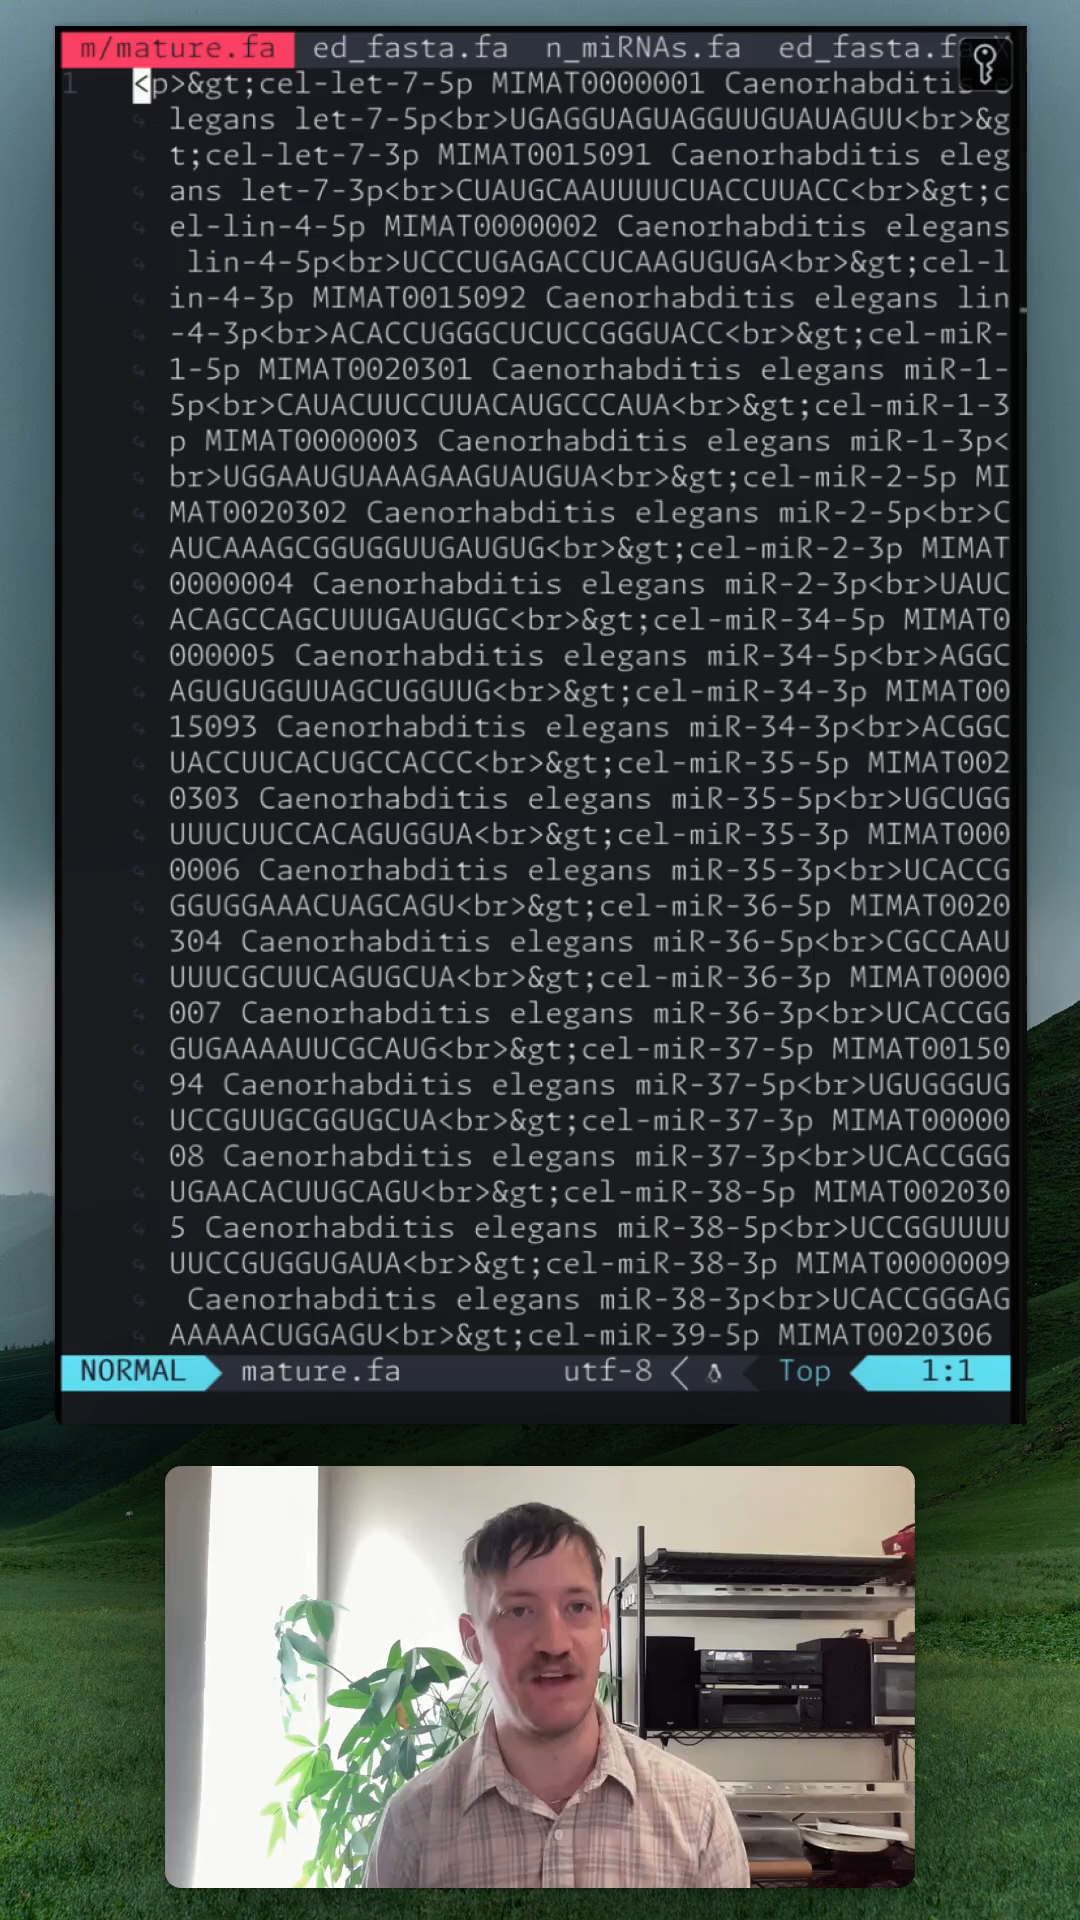 m/mature.fa ed_fasta.fa n_miRNAs.fa ed_fasta.f
1 <p>&gt;cel-let-7-5p MIMAT0000001 Caenorhabditis e
legans let-7-5p<br>UGAGGUAGUAGGUUGUAUAGUU<br>&g
t;cel-let-7-3p MIMAT0015091 Caenorhabditis eleg
ans let-7-3p<br>CUAUGCAAUUUUCUACCUUACC<br>&gt;c
el-lin-4-5p MIMAT0000002 Caenorhabditis elegans
lin-4-5p<br>UCCCUGAGACCUCAAGUGUGA<br>&gt;cel-l
in-4-3p MIMAT0015092 Caenorhabditis elegans lin
-4-3p<br>ACACCUGGGCUCUCCGGGUACC<br>&gt;cel-miR-
1-5p MIMAT0020301 Caenorhabditis elegans miR-1-
5p<br>CAUACUUCCUUACAUGCCCAUA<br>&gt;cel-miR-1-3
p MIMAT0000003 Caenorhabditis elegans miR-1-3p<
br>UGGAAUGUAAAGAAGUAUGUA<br>&gt;cel-miR-2-5p MI
MAT0020302 Caenorhabditis elegans miR-2-5p<br>C
AUCAAAGCGGUGGUUGAUGUG<br>&gt;cel-miR-2-3p MIMAT
0000004 Caenorhabditis elegans miR-2-3p<br>UAUC
ACAGCCAGCUUUGAUGUGC<br>&gt;cel-miR-34-5p MIMAT0
000005 Caenorhabditis elegans miR-34-5p<br>AGGC
AGUGUGGUUAGCUGGUUG<br>&gt;cel-miR-34-3p MIMAT00
15093 Caenorhabditis elegans miR-34-3p<br>ACGGC
UACCUUCACUGCCACCC<br>&gt;cel-miR-35-5p MIMAT002
0303 Caenorhabditis elegans miR-35-5p<br>UGCUGG
UUUCUUCCACAGUGGUA<br>&gt;cel-miR-35-3p MIMAT000
0006 Caenorhabditis elegans miR-35-3p<br>UCACCG
GGUGGAAACUAGCAGU<br>&gt;cel-miR-36-5p MIMAT0020
304 Caenorhabditis elegans miR-36-5p<br>CGCCAAU
UUUCGCUUCAGUGCUA<br>&gt;cel-miR-36-3p MIMAT0000
007 Caenorhabditis elegans miR-36-3p<br>UCACCGG
GUGAAAAUUCGCAUG<br>&gt;cel-miR-37-5p MIMAT00150
94 Caenorhabditis elegans miR-37-5p<br>UGUGGGUG
UCCGUUGCGGUGCUA<br>&gt;cel-miR-37-3p MIMAT00000
08 Caenorhabditis elegans miR-37-3p<br>UCACCGGG
UGAACACUUGCAGU<br>&gt;cel-miR-38-5p MIMAT002030
5 Caenorhabditis elegans miR-38-5p<br>UCCGGUUUU
UUCCGUGGUGAUA<br>&gt;cel-miR-38-3p MIMAT0000009
Caenorhabditis elegans miR-38-3p<br>UCACCGGGAG
AAAAACUGGAGU<br>&gt;cel-miR-39-5p MIMAT0020306
NORMAL mature.fa utf-8 Top 1:1